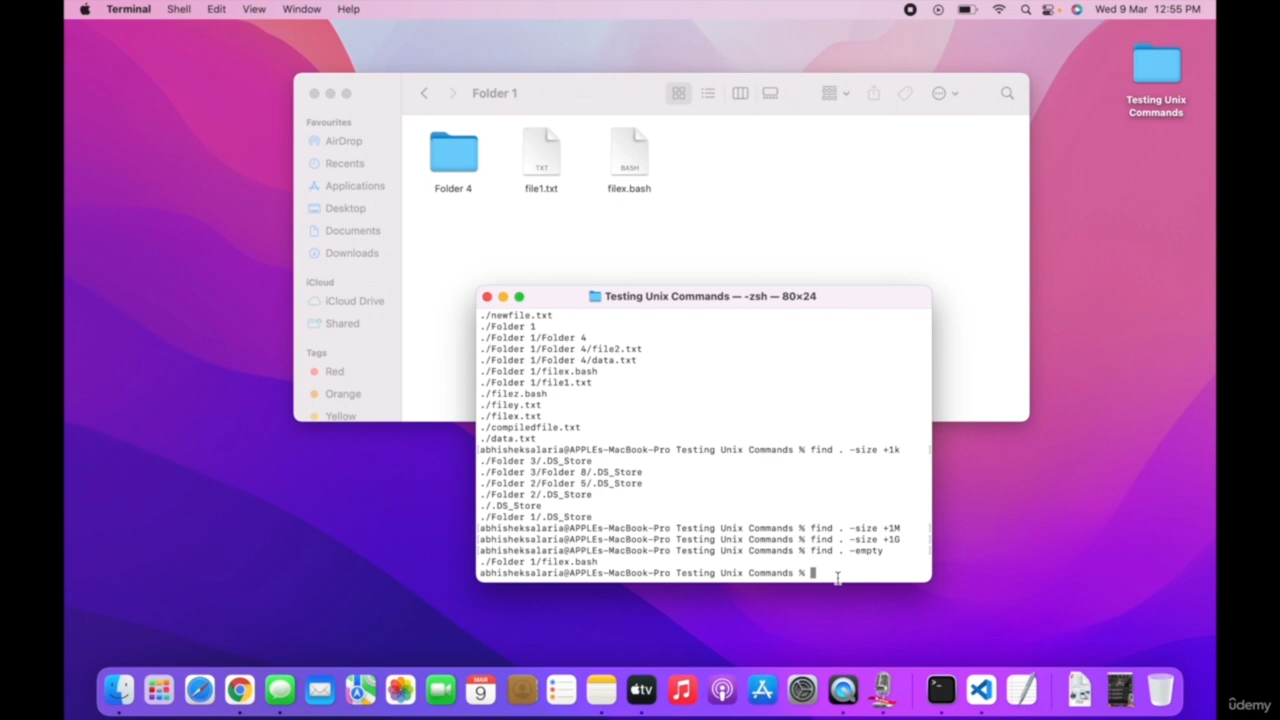 Terminal Shell Edit View Window Help Wed 9 Mar 12:55 PM
Testing Unix
Commands
Folder 1
Favourites
AirDrop
Recents
Applications
Desktop
Documents
Downloads
iCloud
iCloud Drive
Shared
Tags
Red
Orange
Yellow
TXT
BASH
Folder 4
file1.txt
filex.bash
Testing Unix Commands — -zsh — 80×24
./newfile.txt
./Folder 1
./Folder 1/Folder 4
./Folder 1/Folder 4/file2.txt
./Folder 1/Folder 4/data.txt
./Folder 1/filex.bash
./Folder 1/file1.txt
./filez.bash
./filey.txt
./filex.txt
./compiledfile.txt
./data.txt
abhisheksalaria@APPLEs-MacBook-Pro Testing Unix Commands % find . -size +1k
./Folder 3/.DS_Store
./Folder 3/Folder 8/.DS_Store
./Folder 2/Folder 5/.DS_Store
./Folder 2/.DS_Store
./.DS_Store
./Folder 1/.DS_Store
abhisheksalaria@APPLEs-MacBook-Pro Testing Unix Commands % find . -size +1M
abhisheksalaria@APPLEs-MacBook-Pro Testing Unix Commands % find . -size +1G
abhisheksalaria@APPLEs-MacBook-Pro Testing Unix Commands % find . -empty
./Folder 1/filex.bash
abhisheksalaria@APPLEs-MacBook-Pro Testing Unix Commands %
MAR
9
tv
ûdemy